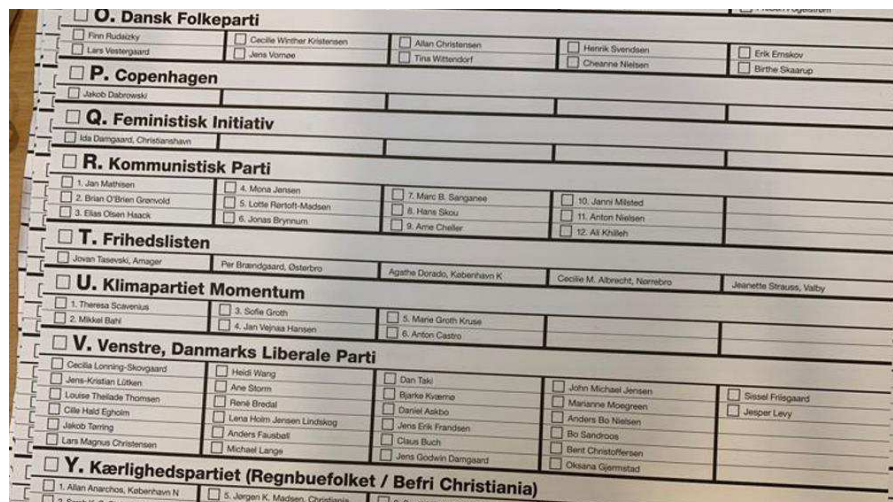 O. Dansk Folkeparti
Finn Rudaizky
Lars Vestergaard
Cecilie Winther Kristensen
Jens Vornøe
Allan Christensen
Tina Wittendorf
Henrik Svendsen
Cheanne Nielsen
Erik Ernskov
Birthe Skaarup
P. Copenhagen
Jakob Dabrowski
Q. Feministisk Initiativ
Ida Damgaard, Christianshavn
R. Kommunistisk Parti
1. Jan Mathisen
2. Brian O'Brien Grønvold
3. Elias Olsen Haack
4. Mona Jensen
5. Lotte Rørtoft-Madsen
6. Jonas Brynnum
7. Marc B. Sanganee
8. Hans Skou
9. Arne Cheller
10. Janni Milsted
11. Anton Nielsen
12. Ali Khilleh
T. Frihedslisten
Jovan Tasevski, Amager
Per Brændgaard, Østerbro
Agathe Dorado, København K
Cecilie M. Albrecht, Nørrebro
Jeanette Strauss, Valby
U. Klimapartiet Momentum
1. Theresa Scavenius
2. Mikkel Bahl
3. Sofie Groth
4. Jan Vejnaa Hansen
5. Marie Groth Kruse
6. Anton Castro
V. Venstre, Danmarks Liberale Parti
Cecilia Lonning-Skovgaard
Jens-Kristian Lütken
Louise Theilade Thomsen
Cille Hald Egholm
Jakob Tørring
Lars Magnus Christensen
Heidi Wang
Ane Storm
René Bredal
Lena Holm Jensen Lindskog
Anders Fausbøll
Michael Lange
Dan Taki
Bjarke Kværnø
Daniel Askbo
Jens Erik Frandsen
Claus Buch
Jens Godwin Damgaard
John Michael Jensen
Marianne Moegreen
Anders Bo Nielsen
Bo Sandroos
Bent Christoffersen
Oksana Gjermstad
Sissel Friisgaard
Jesper Levy
Y. Kærlighedspartiet (Regnbuefolket / Befri Christiania)
1. Allan Anarchos, København N
5. Jørgen K. Madsen, Christiania